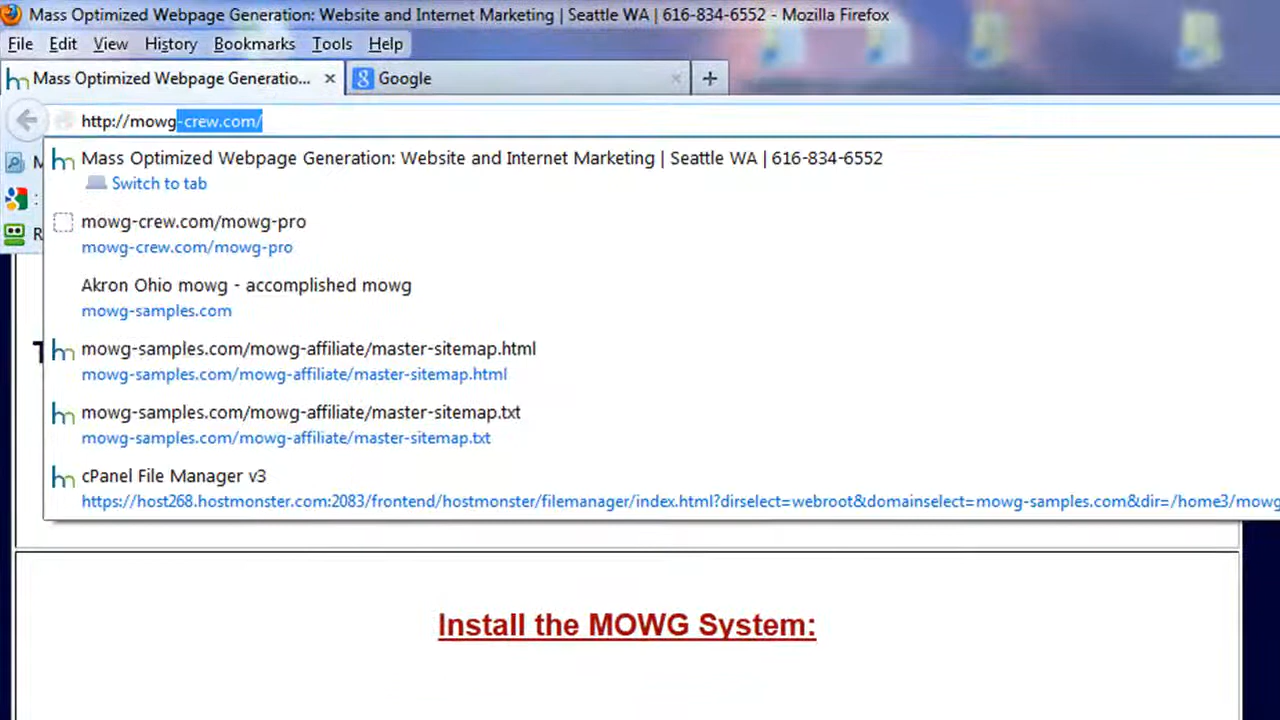 Mass Optimized Webpage Generation: Website and Internet Marketing | Seattle WA | 616-834-6552 - Mozilla Firefox
File Edit View History Bookmarks Tools Help
Mass Optimized Webpage Generatio... × Google × +
http://mowg-crew.com/
Mass Optimized Webpage Generation: Website and Internet Marketing | Seattle WA | 616-834-6552
Switch to tab
mowg-crew.com/mowg-pro
mowg-crew.com/mowg-pro
Akron Ohio mowg - accomplished mowg
mowg-samples.com
mowg-samples.com/mowg-affiliate/master-sitemap.html
mowg-samples.com/mowg-affiliate/master-sitemap.html
mowg-samples.com/mowg-affiliate/master-sitemap.txt
mowg-samples.com/mowg-affiliate/master-sitemap.txt
cPanel File Manager v3
https://host268.hostmonster.com:2083/frontend/hostmonster/filemanager/index.html?dirselect=webroot&domainselect=mowg-samples.com&dir=/home3/mowg
Install the MOWG System: